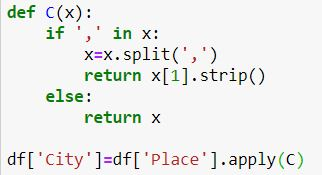 def C(x):
    if ',' in x:
        x=x.split(',')
        return x[1].strip()
    else:
        return x
df['City']=df['Place'].apply(C)